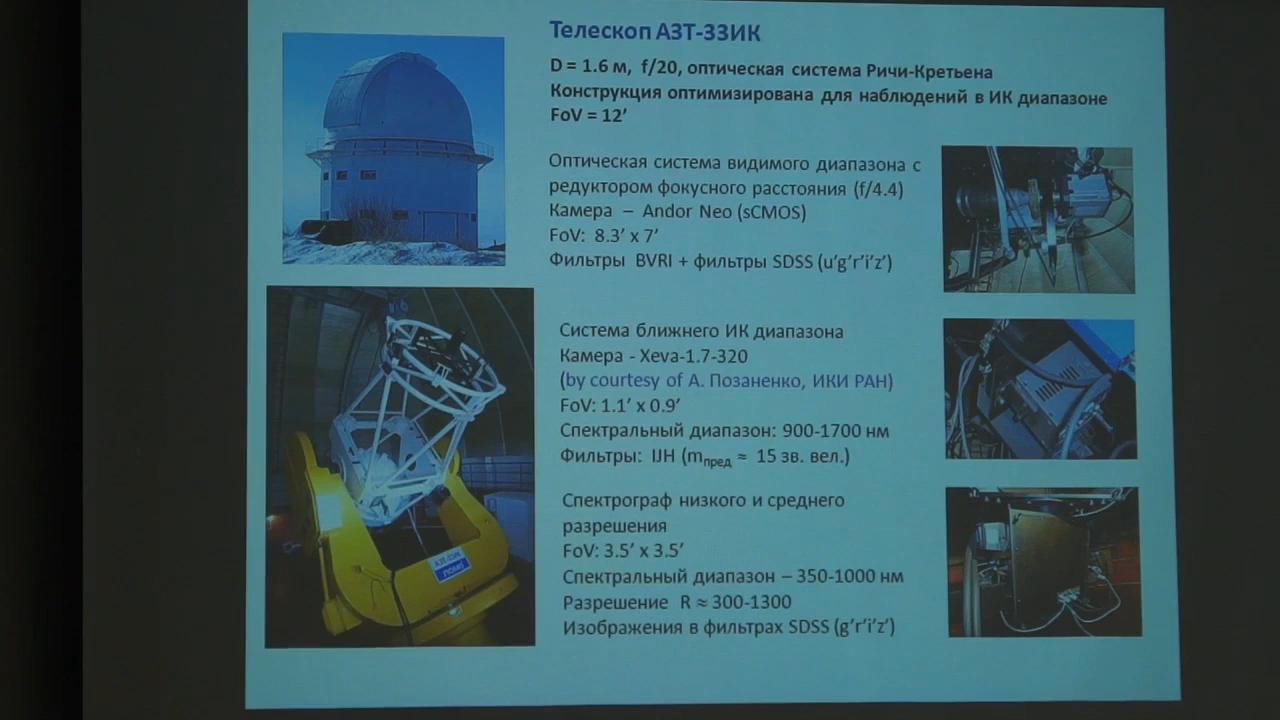 Телескоп АЗТ-33ИК
D = 1.6 м, f/20, оптическая система Ричи-Кретьена
Конструкция оптимизирована для наблюдений в ИК диапазоне
FoV = 12’
Оптическая система видимого диапазона с
редуктором фокусного расстояния (f/4.4)
Камера – Andor Neo (sCMOS)
FoV: 8.3’ x 7’
Фильтры BVRI + фильтры SDSS (u’g’r’i’z’)
Система ближнего ИК диапазона
Камера - Xeva-1.7-320
(by courtesy of А. Позаненко, ИКИ РАН)
FoV: 1.1’ x 0.9’
Спектральный диапазон: 900-1700 нм
Фильтры: IJH (mпред ≈ 15 зв. вел.)
Спектрограф низкого и среднего
разрешения
FoV: 3.5’ x 3.5’
Спектральный диапазон – 350-1000 нм
Разрешение R ≈ 300-1300
Изображения в фильтрах SDSS (g’r’i’z’)
АЗТ-33ИК
ЛОМО